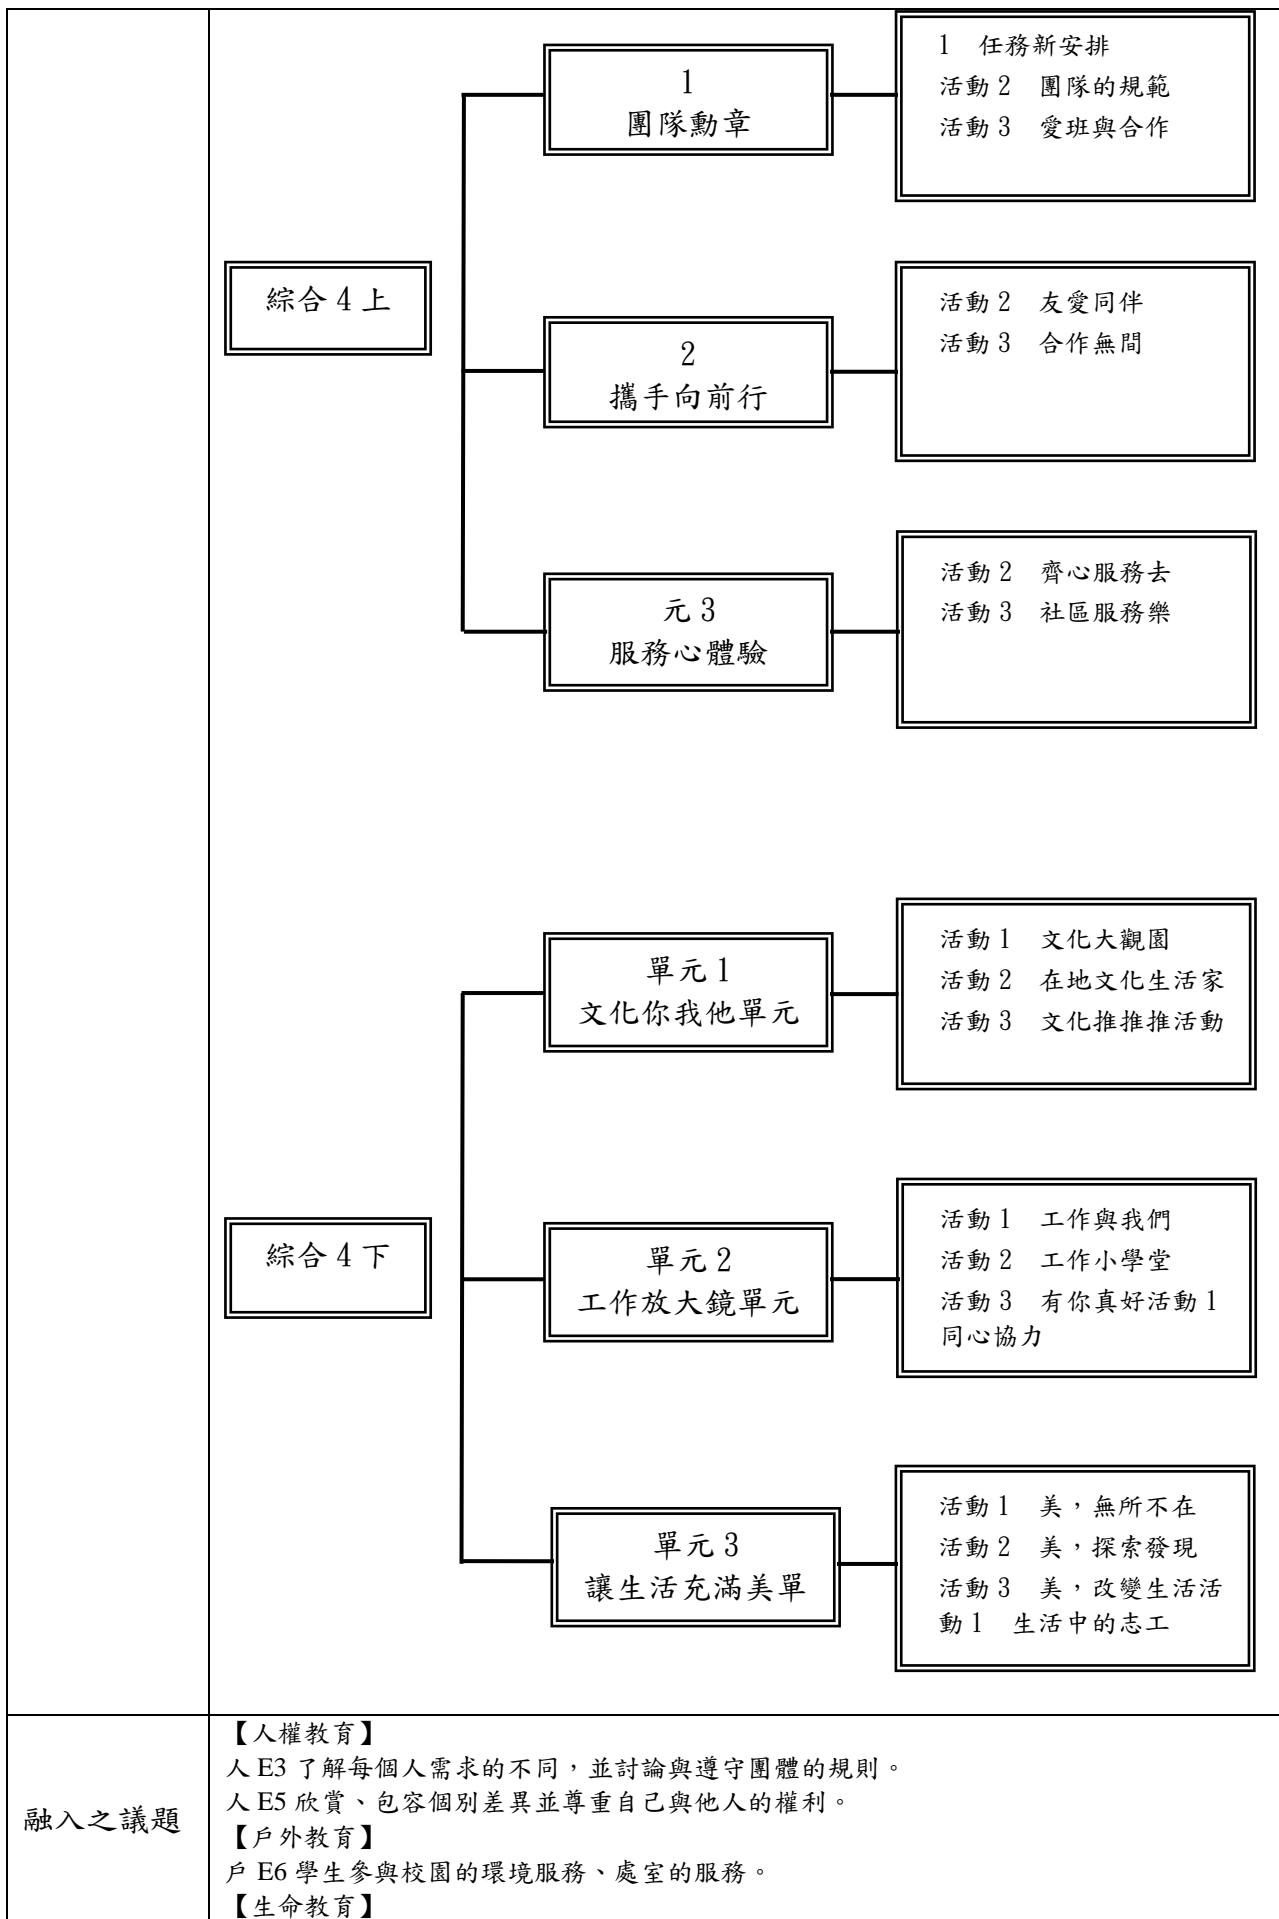 綜合 4 上
1
團隊勳章
1　任務新安排
活動 2　團隊的規範
活動 3　愛班與合作
2
攜手向前行
活動 2　友愛同伴
活動 3　合作無間
元 3
服務心體驗
活動 2　齊心服務去
活動 3　社區服務樂
綜合 4 下
單元 1
文化你我他單元
活動 1　文化大觀園
活動 2　在地文化生活家
活動 3　文化推推推活動
單元 2
工作放大鏡單元
活動 1　工作與我們
活動 2　工作小學堂
活動 3　有你真好活動 1
同心協力
單元 3
讓生活充滿美單
活動 1　美，無所不在
活動 2　美，探索發現
活動 3　美，改變生活活
動 1　生活中的志工
融入之議題
【人權教育】
人 E3 了解每個人需求的不同，並討論與遵守團體的規則。
人 E5 欣賞、包容個別差異並尊重自己與他人的權利。
【戶外教育】
戶 E6 學生參與校園的環境服務、處室的服務。
【生命教育】